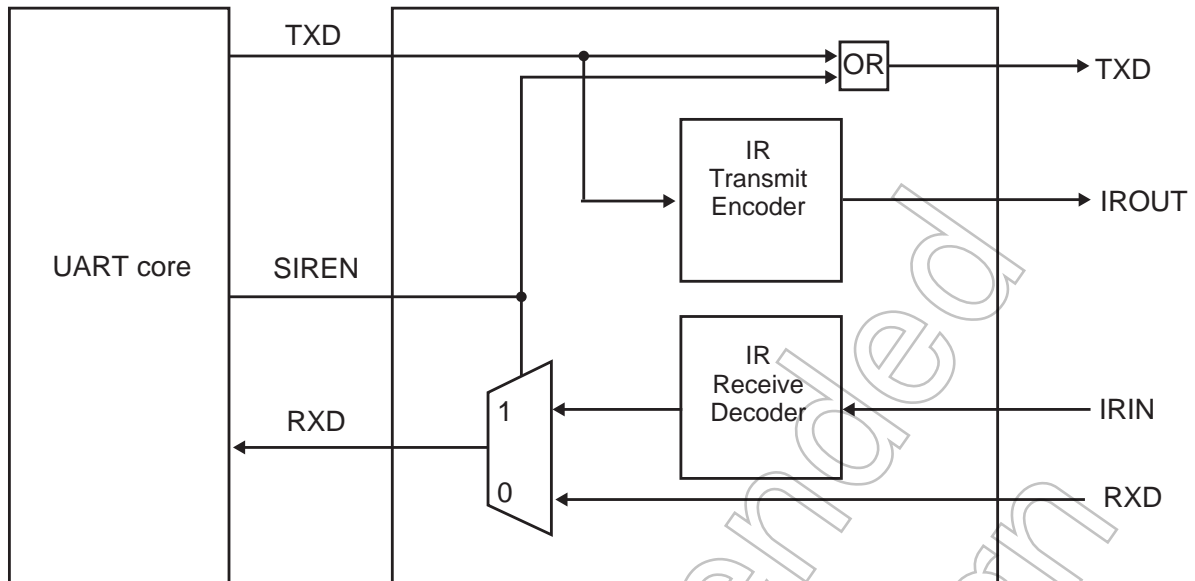 TXD
OR
TXD
IR
Transmit
Encoder
IROUT
UART core
SIREN
IR
Receive
Decoder
1
IRIN
RXD
0
RXD